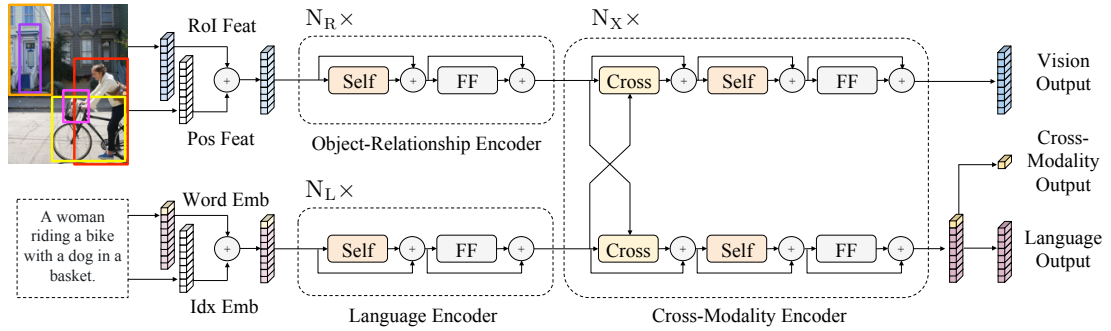 RoI Feat
+
Pos Feat
N_R ×
Self
+
FF
+
Object-Relationship Encoder
N_X ×
Cross
+
Self
+
FF
+
Vision
Output
Cross-
Modality
Output
A woman
riding a bike
with a dog in a
basket.
Word Emb
+
Idx Emb
N_L ×
Self
+
FF
+
Language Encoder
Cross
+
Self
+
FF
+
Cross-Modality Encoder
Language
Output